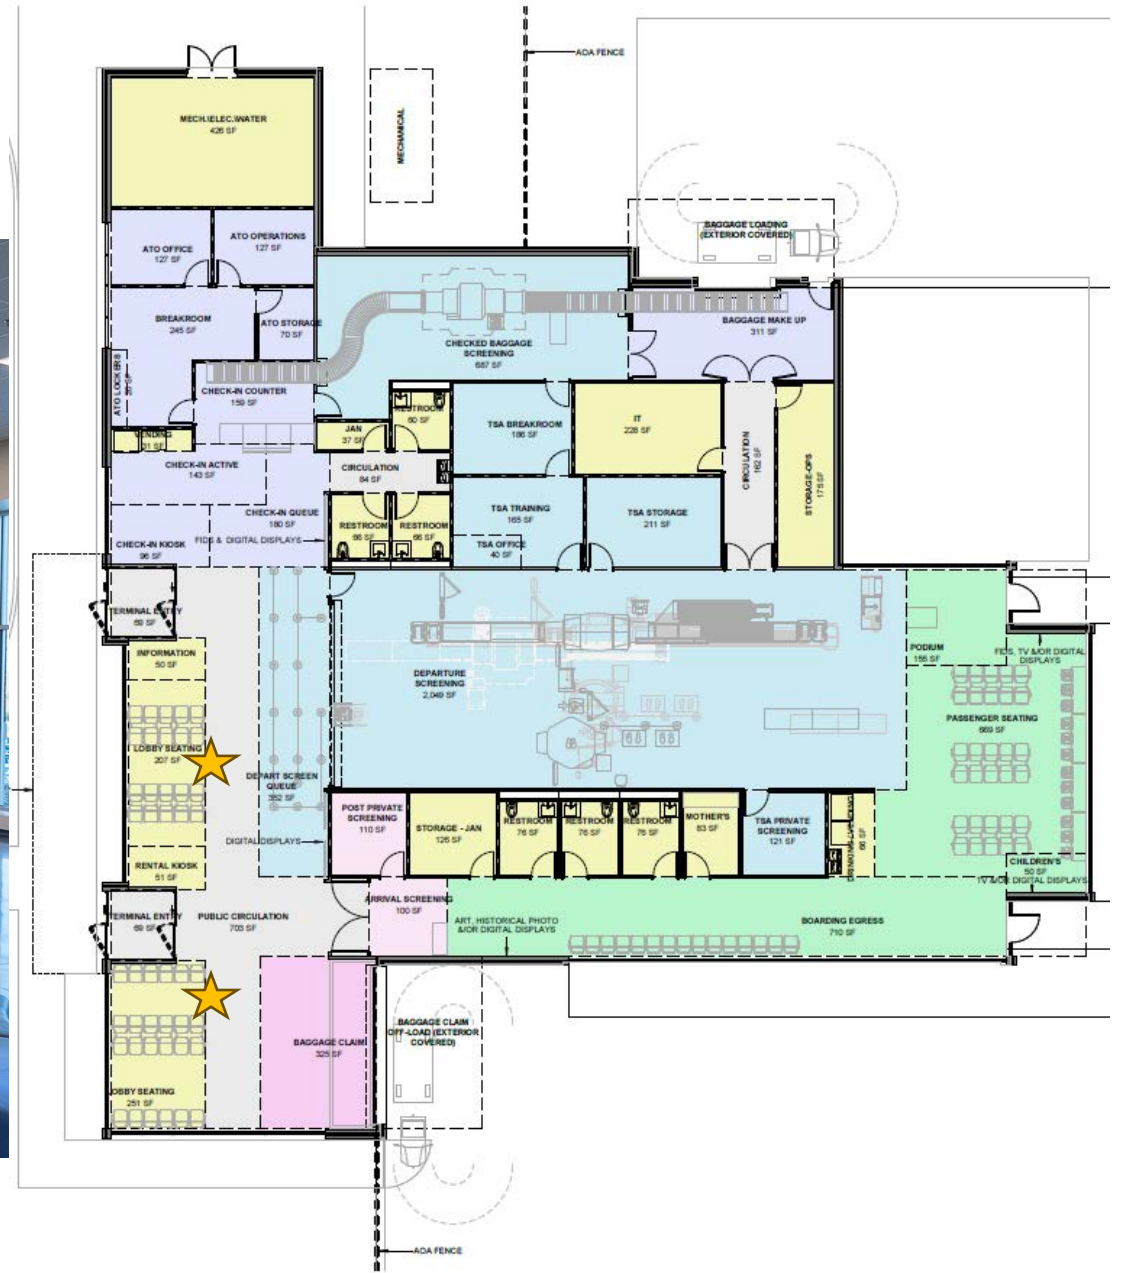 AOA FENCE
MECH.\ELEC.\WATER
426 SF
MECHANICAL
BAGGAGE LOADING
(EXTERIOR COVERED)
ATO OFFICE
127 SF
ATO OPERATIONS
127 SF
BREAKROOM
245 SF
ATO STORAGE
70 SF
CHECKED BAGGAGE
SCREENING
687 SF
BAGGAGE MAKE UP
311 SF
ATO LOCKERS
CHECK-IN COUNTER
159 SF
RESTROOM
60 SF
TSA BREAKROOM
186 SF
IT
228 SF
CIRCULATION
162 SF
STORAGE-OPS
175 SF
VENDING
31 SF
JAN
37 SF
CHECK-IN ACTIVE
143 SF
CIRCULATION
84 SF
CHECK-IN QUEUE
180 SF
TSA TRAINING
165 SF
TSA STORAGE
211 SF
RESTROOM
66 SF
RESTROOM
66 SF
FIDS & DIGITAL DISPLAYS
TSA OFFICE
40 SF
CHECK-IN KIOSK
96 SF
TERMINAL ENTRY
69 SF
INFORMATION
50 SF
DEPARTURE
SCREENING
2,049 SF
PODIUM
155 SF
FIDS, TV &/OR DIGITAL
DISPLAYS
PASSENGER SEATING
669 SF
LOBBY SEATING
207 SF
DEPART SCREEN
QUEUE
352 SF
POST PRIVATE
SCREENING
110 SF
STORAGE - JAN
126 SF
RESTROOM
76 SF
RESTROOM
76 SF
RESTROOM
76 SF
MOTHER'S
83 SF
TSA PRIVATE
SCREENING
121 SF
66 SF
DIGITAL DISPLAYS
RENTAL KIOSK
51 SF
CHILDREN'S
50 SF
TV &/OR DIGITAL DISPLAYS
TERMINAL ENTRY
69 SF
PUBLIC CIRCULATION
703 SF
ARRIVAL SCREENING
100 SF
ART, HISTORICAL PHOTO
&/OR DIGITAL DISPLAYS
BOARDING EGRESS
710 SF
BAGGAGE CLAIM
325 SF
BAGGAGE CLAIM
OFF-LOAD (EXTERIOR
COVERED)
LOBBY SEATING
251 SF
AOA FENCE